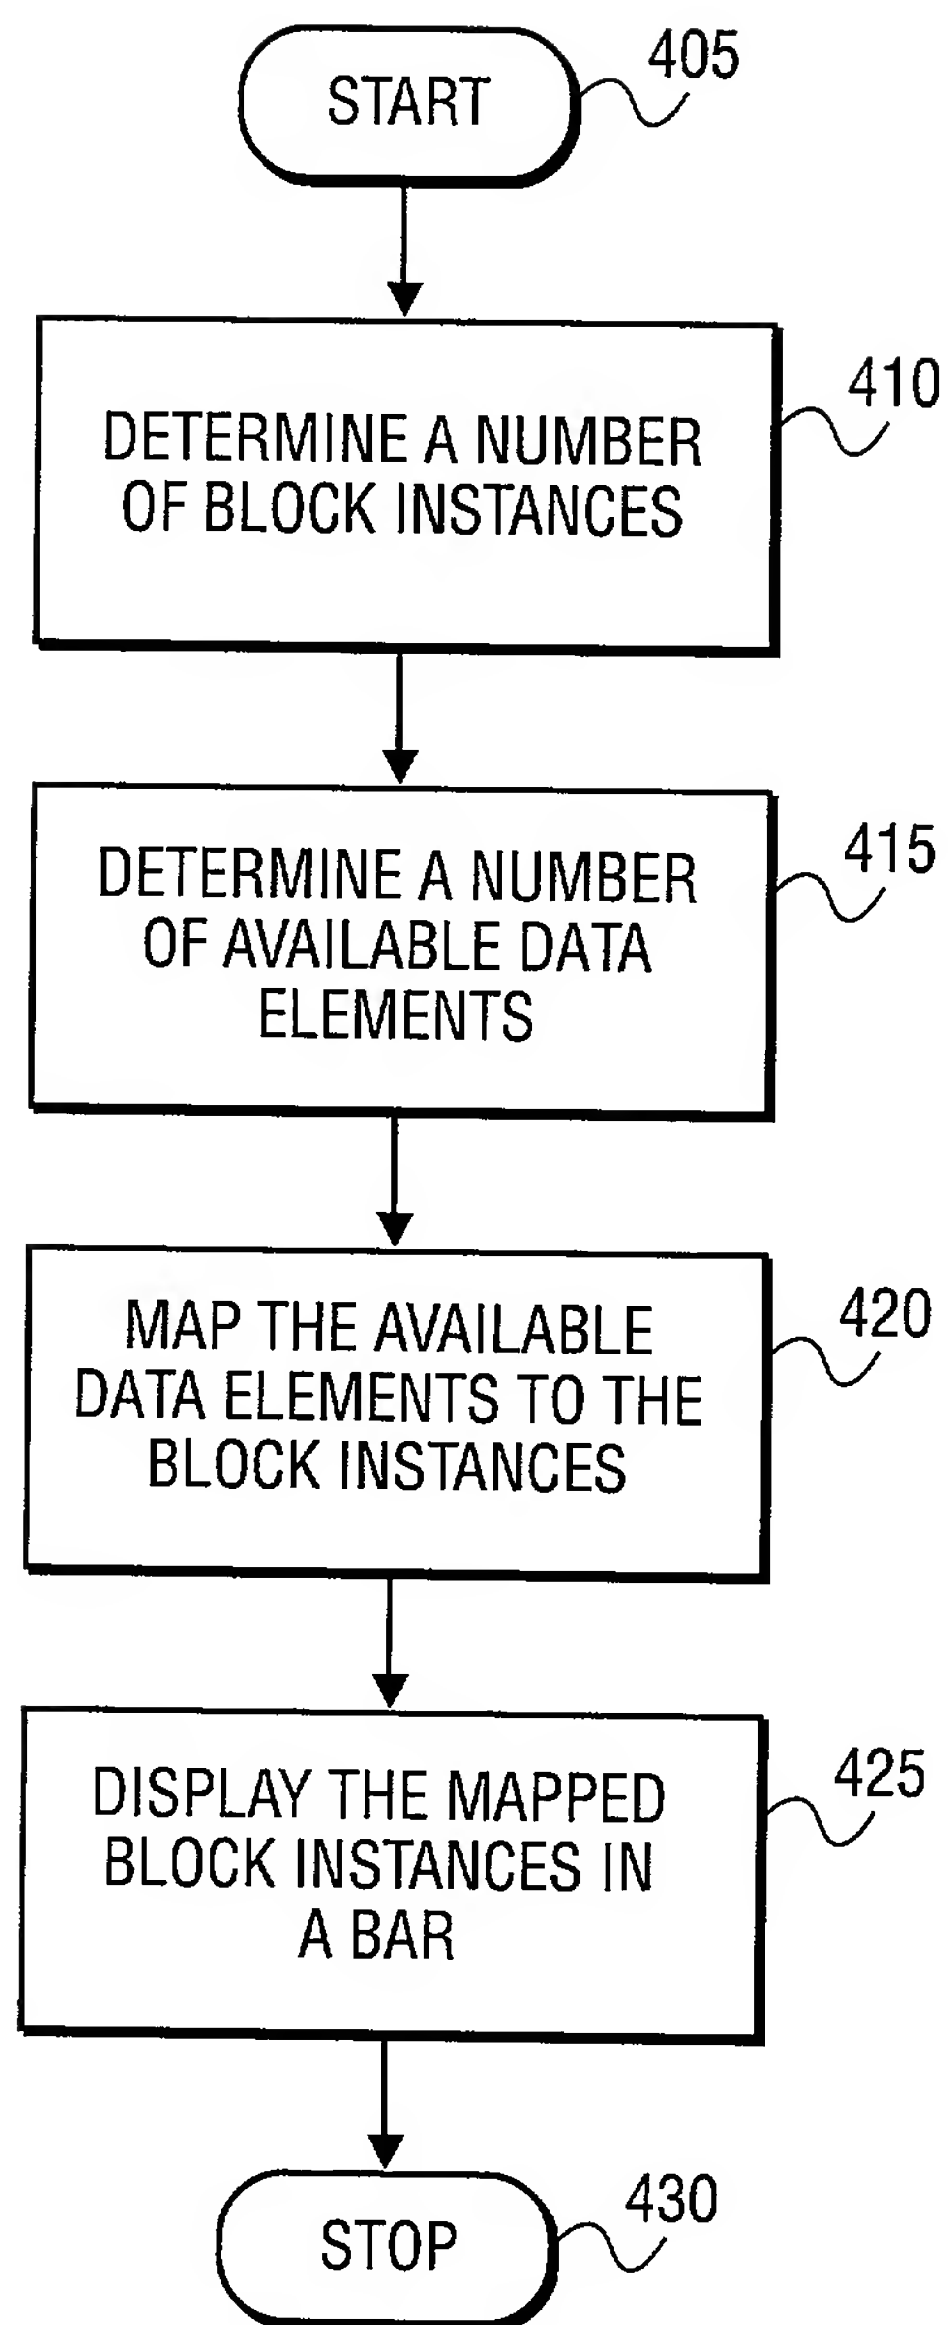 START
405
DETERMINE A NUMBER
OF BLOCK INSTANCES
410
DETERMINE A NUMBER
OF AVAILABLE DATA
ELEMENTS
415
MAP THE AVAILABLE
DATA ELEMENTS TO THE
BLOCK INSTANCES
420
DISPLAY THE MAPPED
BLOCK INSTANCES IN
A BAR
425
STOP
430